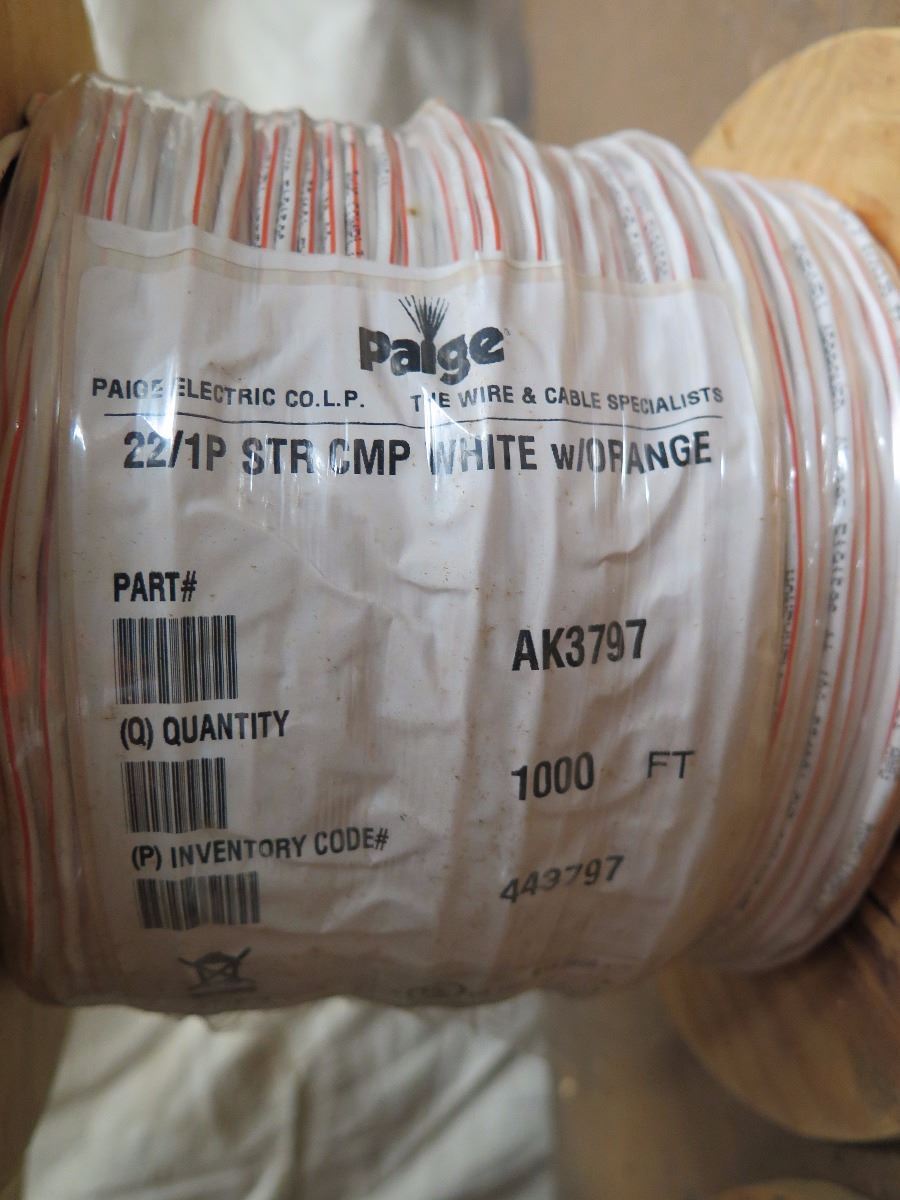 Paige
PAIGE ELECTRIC CO.L.P. THE WIRE & CABLE SPECIALISTS
22/1P STR CMP WHITE w/ORANGE
PART#
AK3797
(Q) QUANTITY
1000 FT
(P) INVENTORY CODE#
443797